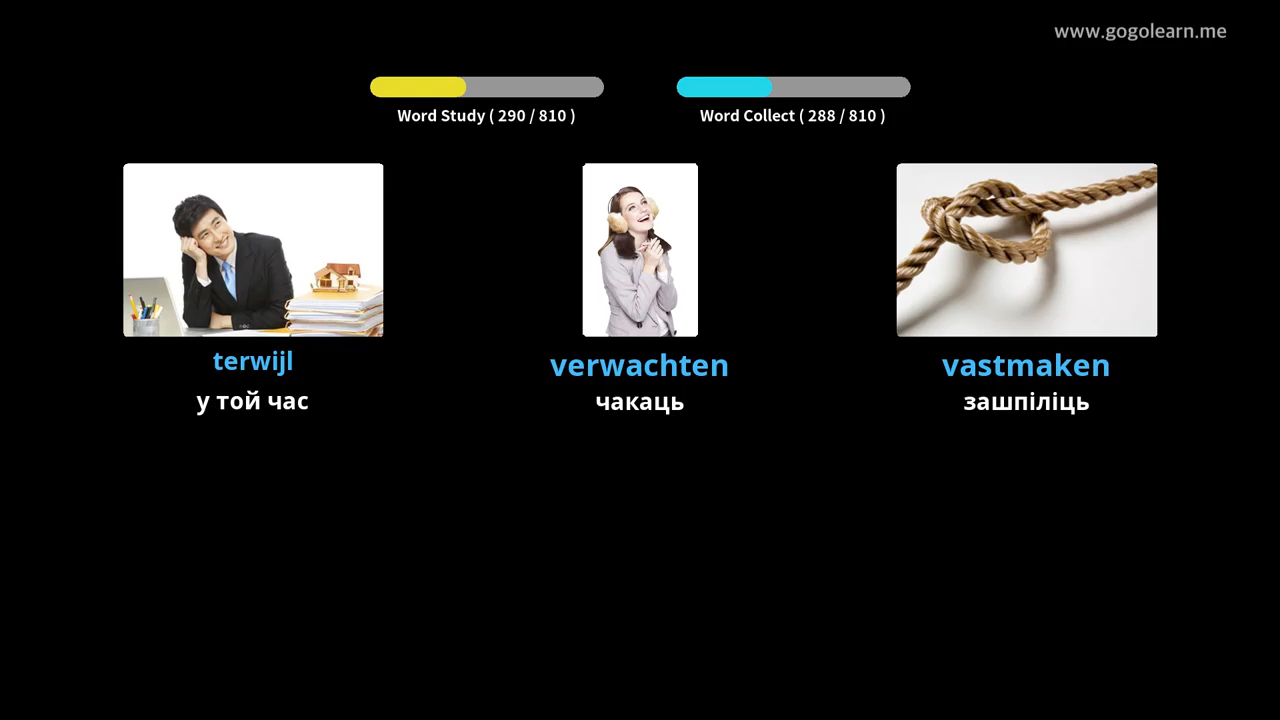 www.gogolearn.me
Word Study ( 290 / 810 )
Word Collect ( 288 / 810 )
terwijl
verwachten
vastmaken
у той час
чакаць
зашпіліць